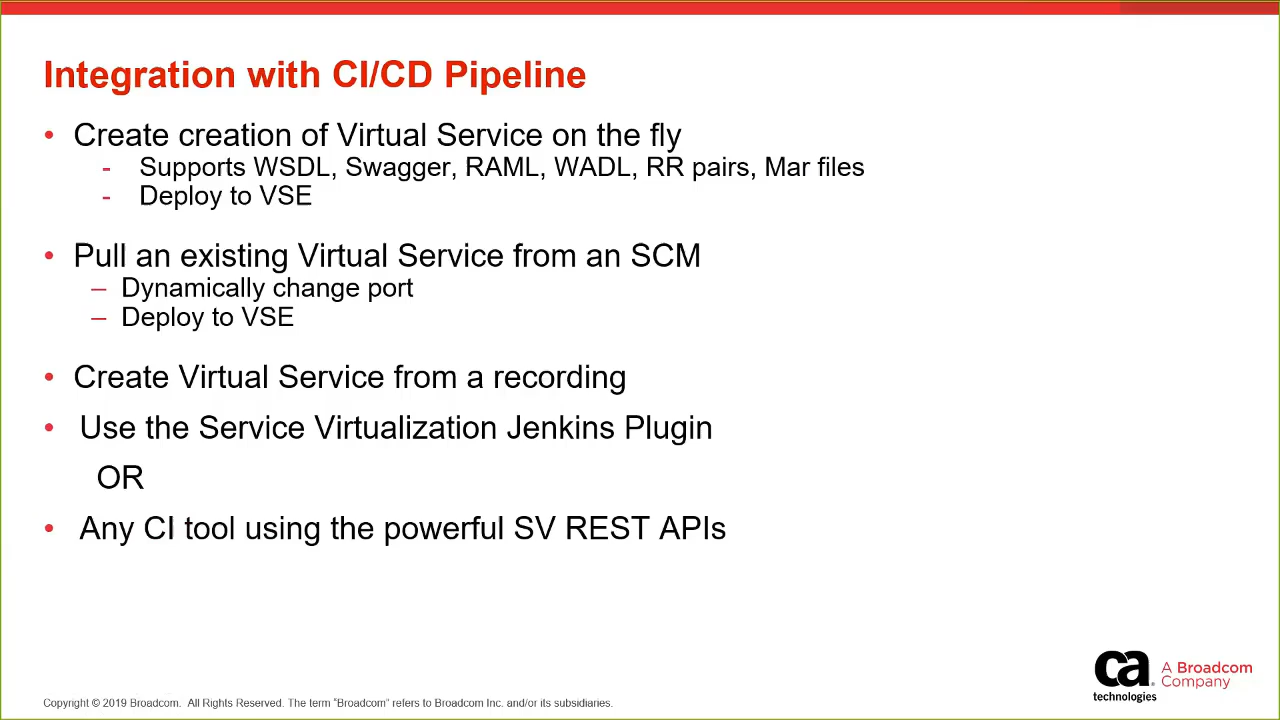 Integration with CI/CD Pipeline
• Create creation of Virtual Service on the fly
- Supports WSDL, Swagger, RAML, WADL, RR pairs, Mar files
- Deploy to VSE
• Pull an existing Virtual Service from an SCM
– Dynamically change port
– Deploy to VSE
• Create Virtual Service from a recording
• Use the Service Virtualization Jenkins Plugin
OR
• Any CI tool using the powerful SV REST APIs
ca technologies
A Broadcom Company
Copyright © 2019 Broadcom. All Rights Reserved. The term “Broadcom” refers to Broadcom Inc. and/or its subsidiaries.